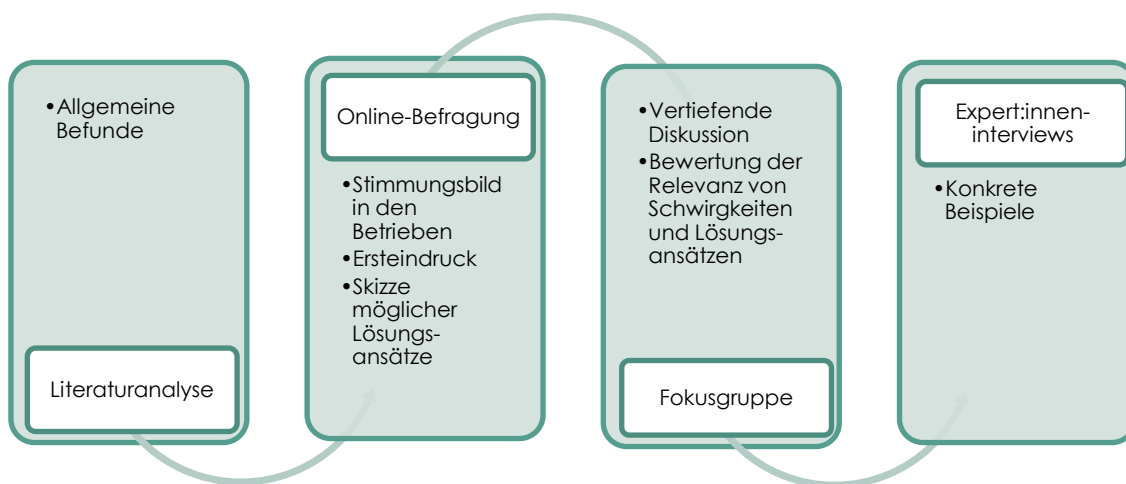 •Allgemeine
Befunde
Literaturanalyse
Online-Befragung
•Stimmungsbild
in den
Betrieben
•Ersteindruck
•Skizze
möglicher
Lösungs-
ansätze
•Vertiefende
Diskussion
•Bewertung der
Relevanz von
Schwirgkeiten
und Lösungs-
ansätzen
Fokusgruppe
Expert:innen-
interviews
•Konkrete
Beispiele